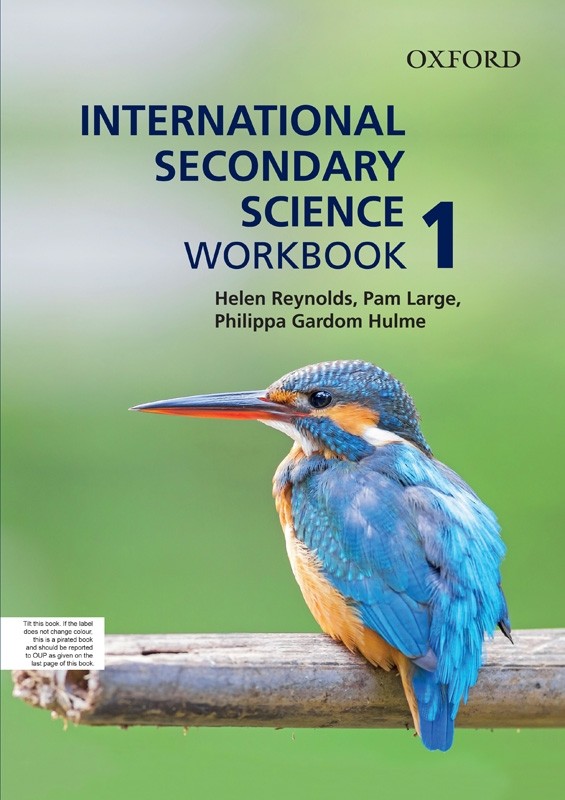 OXFORD
INTERNATIONAL
SECONDARY
SCIENCE
WORKBOOK 1
Helen Reynolds, Pam Large,
Philippa Gardom Hulme
Tilt this book. If the label
does not change colour,
this is a pirated book
and should be reported
to OUP as given on the
last page of this book.